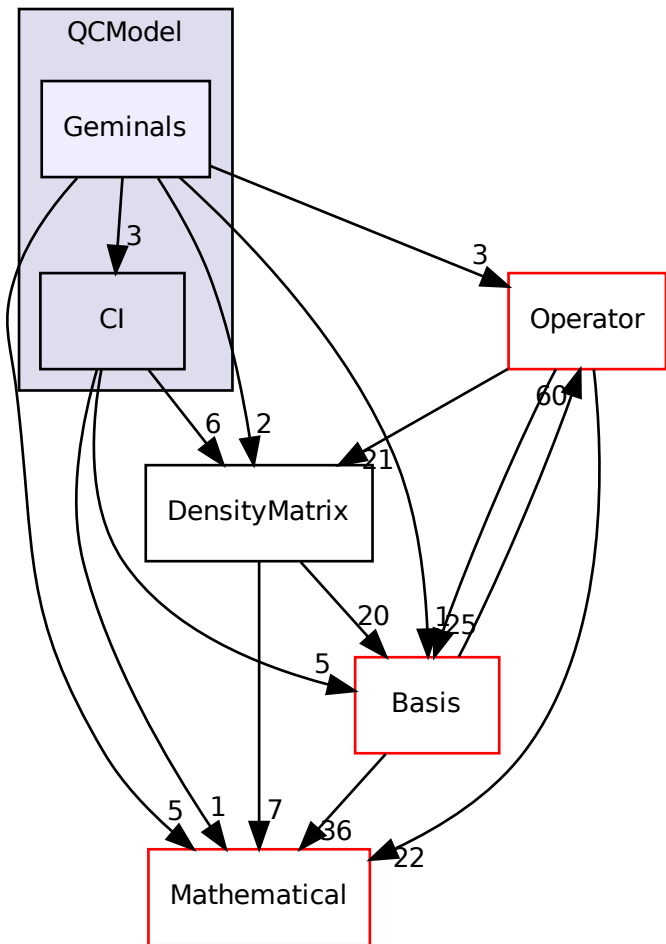 QCModel
Geminals
3
3
CI
Operator
60
6
2
21
DensityMatrix
20
1
25
5
Basis
5
1
7
36
22
Mathematical